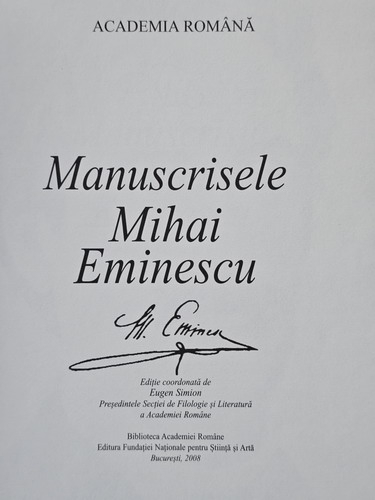 ACADEMIA ROMÂNĂ
Manuscrisele
Mihai
Eminescu
M. Eminescu
Ediție coordonată de
Eugen Simion
Președintele Secției de Filologie și Literatură
a Academiei Române
Biblioteca Academiei Române
Editura Fundației Naționale pentru Știință și Artă
București, 2008